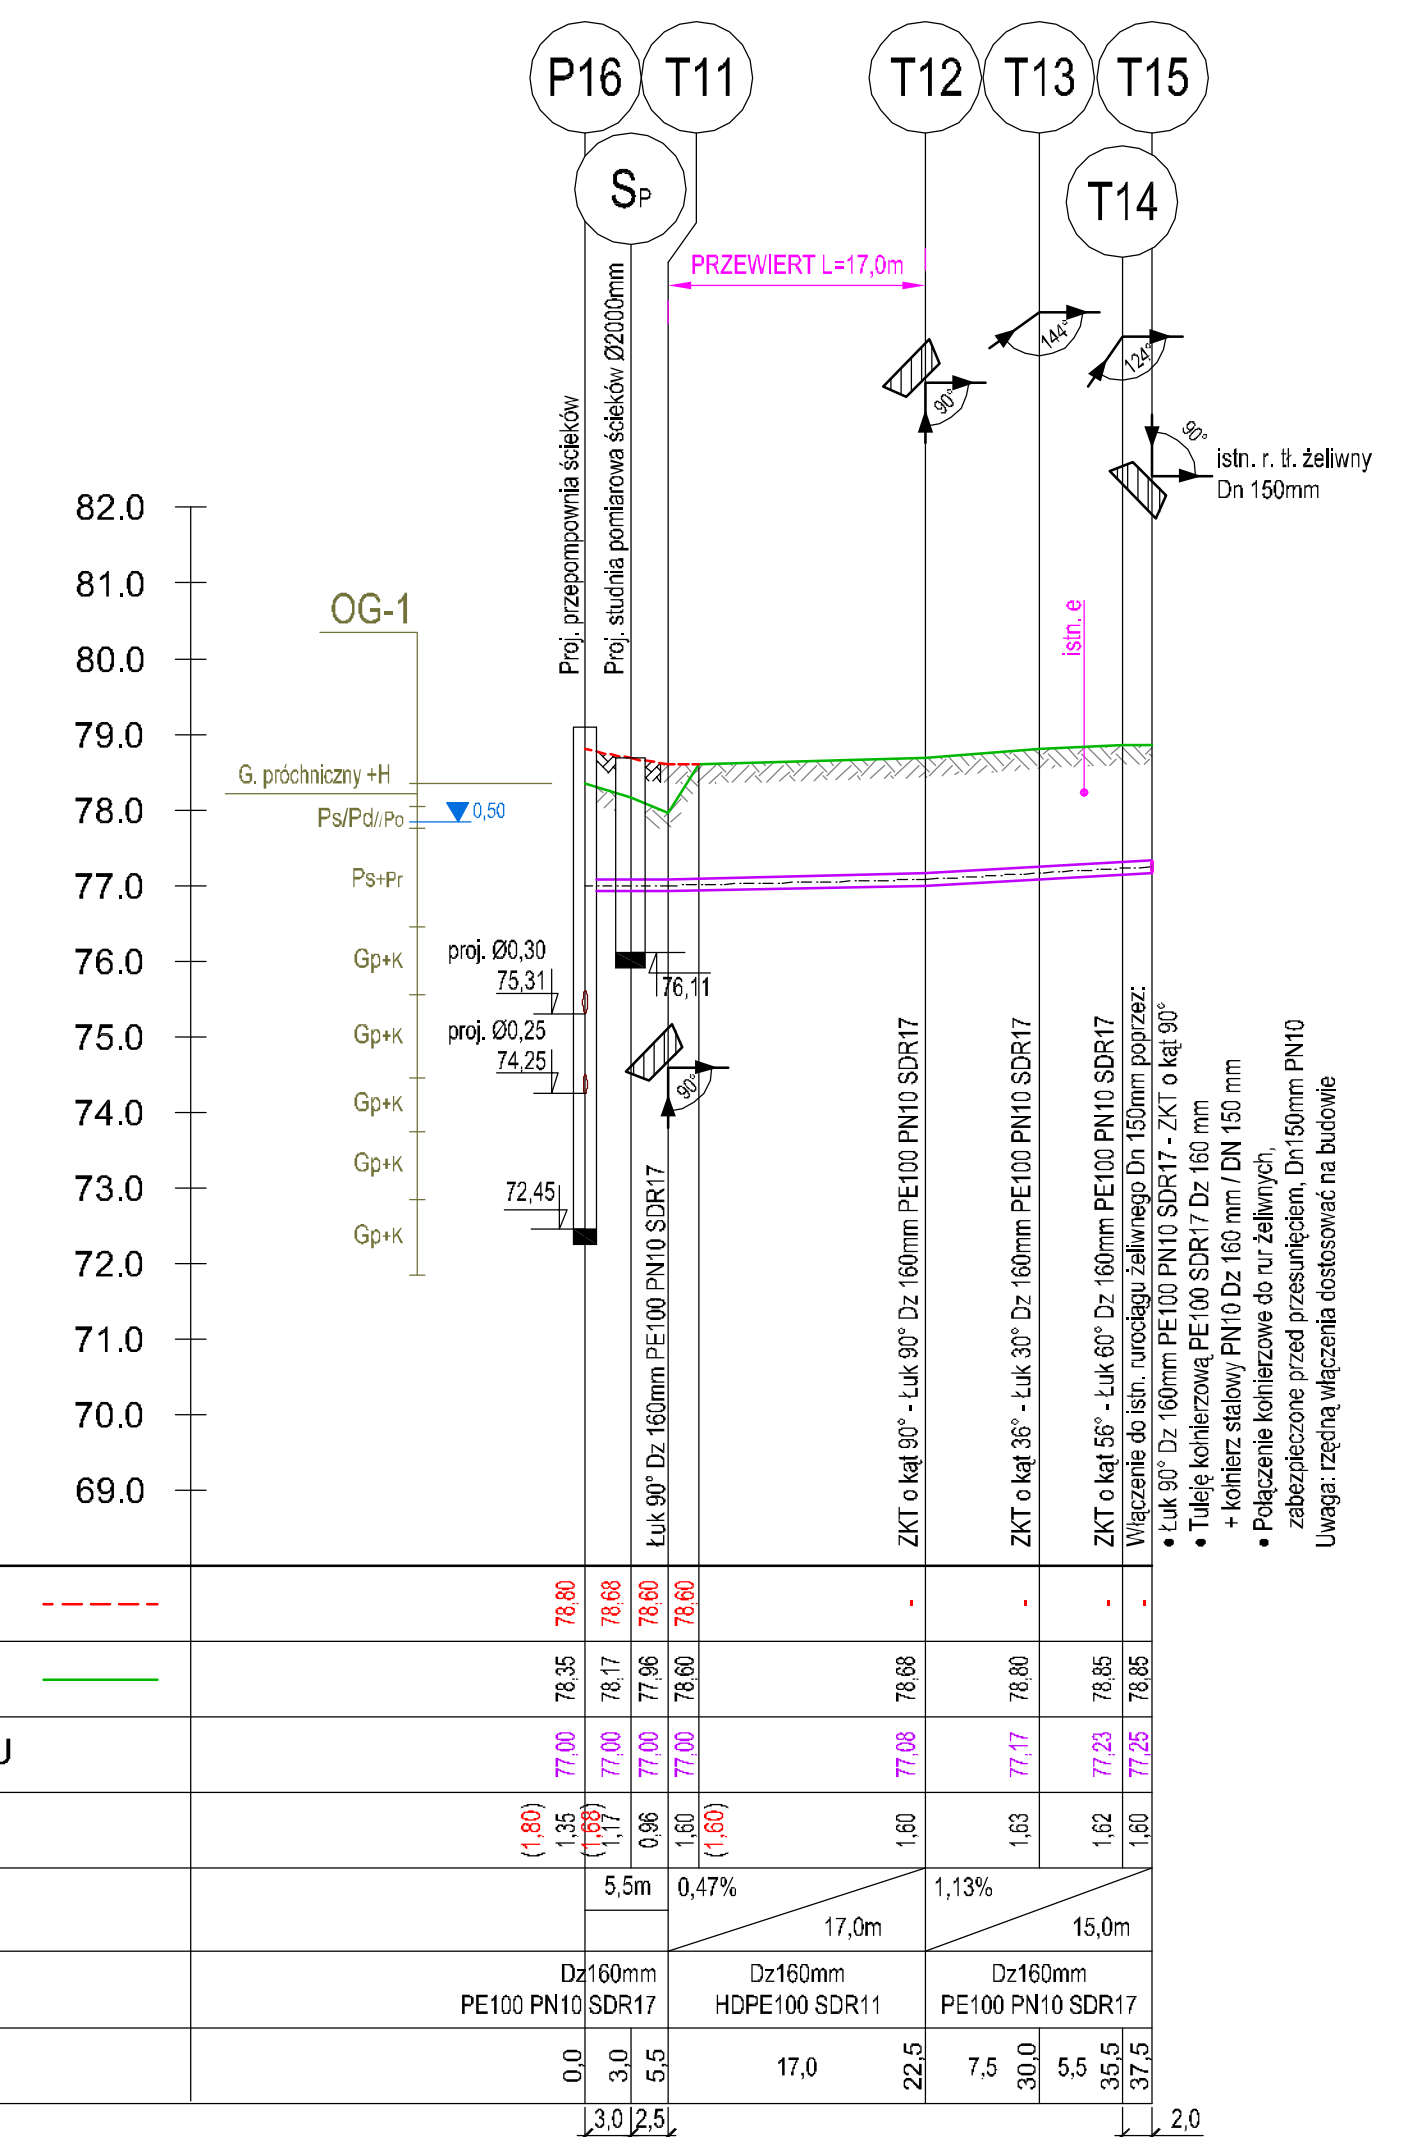 P16
T11
T12
T13
T15
SP
T14
PRZEWIERT L=17,0m
Proj. przepompownia ścieków
Proj. studnia pomiarowa ścieków Ø2000mm
144°
124°
90°
90°
istn. r. tł. żeliwny
Dn 150mm
istn. e
82.0
81.0
80.0
79.0
78.0
77.0
76.0
75.0
74.0
73.0
72.0
71.0
70.0
69.0
OG-1
G. próchniczny +H
Ps/Pd//Po
0,50
Ps+Pr
Gp+K
Gp+K
Gp+K
Gp+K
Gp+K
proj. Ø0,30
75,31
proj. Ø0,25
74,25
72,45
76,11
90°
Łuk 90° Dz 160mm PE100 PN10 SDR17
ZKT o kąt 90° - Łuk 90° Dz 160mm PE100 PN10 SDR17
ZKT o kąt 36° - Łuk 30° Dz 160mm PE100 PN10 SDR17
ZKT o kąt 56° - Łuk 60° Dz 160mm PE100 PN10 SDR17
Włączenie do istn. rurociągu żeliwnego Dn 150mm poprzez:
• Łuk 90° Dz 160mm PE100 PN10 SDR17 - ZKT o kąt 90°
• Tuleję kołnierzową PE100 SDR17 Dz 160 mm
+ kołnierz stalowy PN10 Dz 160 mm / DN 150 mm
• Połączenie kołnierzowe do rur żeliwnych,
zabezpieczone przed przesunięciem, Dn150mm PN10
Uwaga: rzędną włączenia dostosować na budowie
78,80 78,68 78,60 78,60 - - - -
78,35 78,17 77,96 78,60 78,68 78,80 78,85 78,85
U
77,00 77,00 77,00 77,00 77,08 77,17 77,23 77,25
(1,80) 1,35 (1,68) 1,17 0,96 1,60 (1,60) 1,60 1,63 1,62 1,60
5,5m 0,47% 17,0m 1,13% 15,0m
Dz160mm
PE100 PN10 SDR17
Dz160mm
HDPE100 SDR11
Dz160mm
PE100 PN10 SDR17
0,0 3,0 5,5 17,0 22,5 7,5 30,0 5,5 35,5 37,5
3,0 2,5 2,0